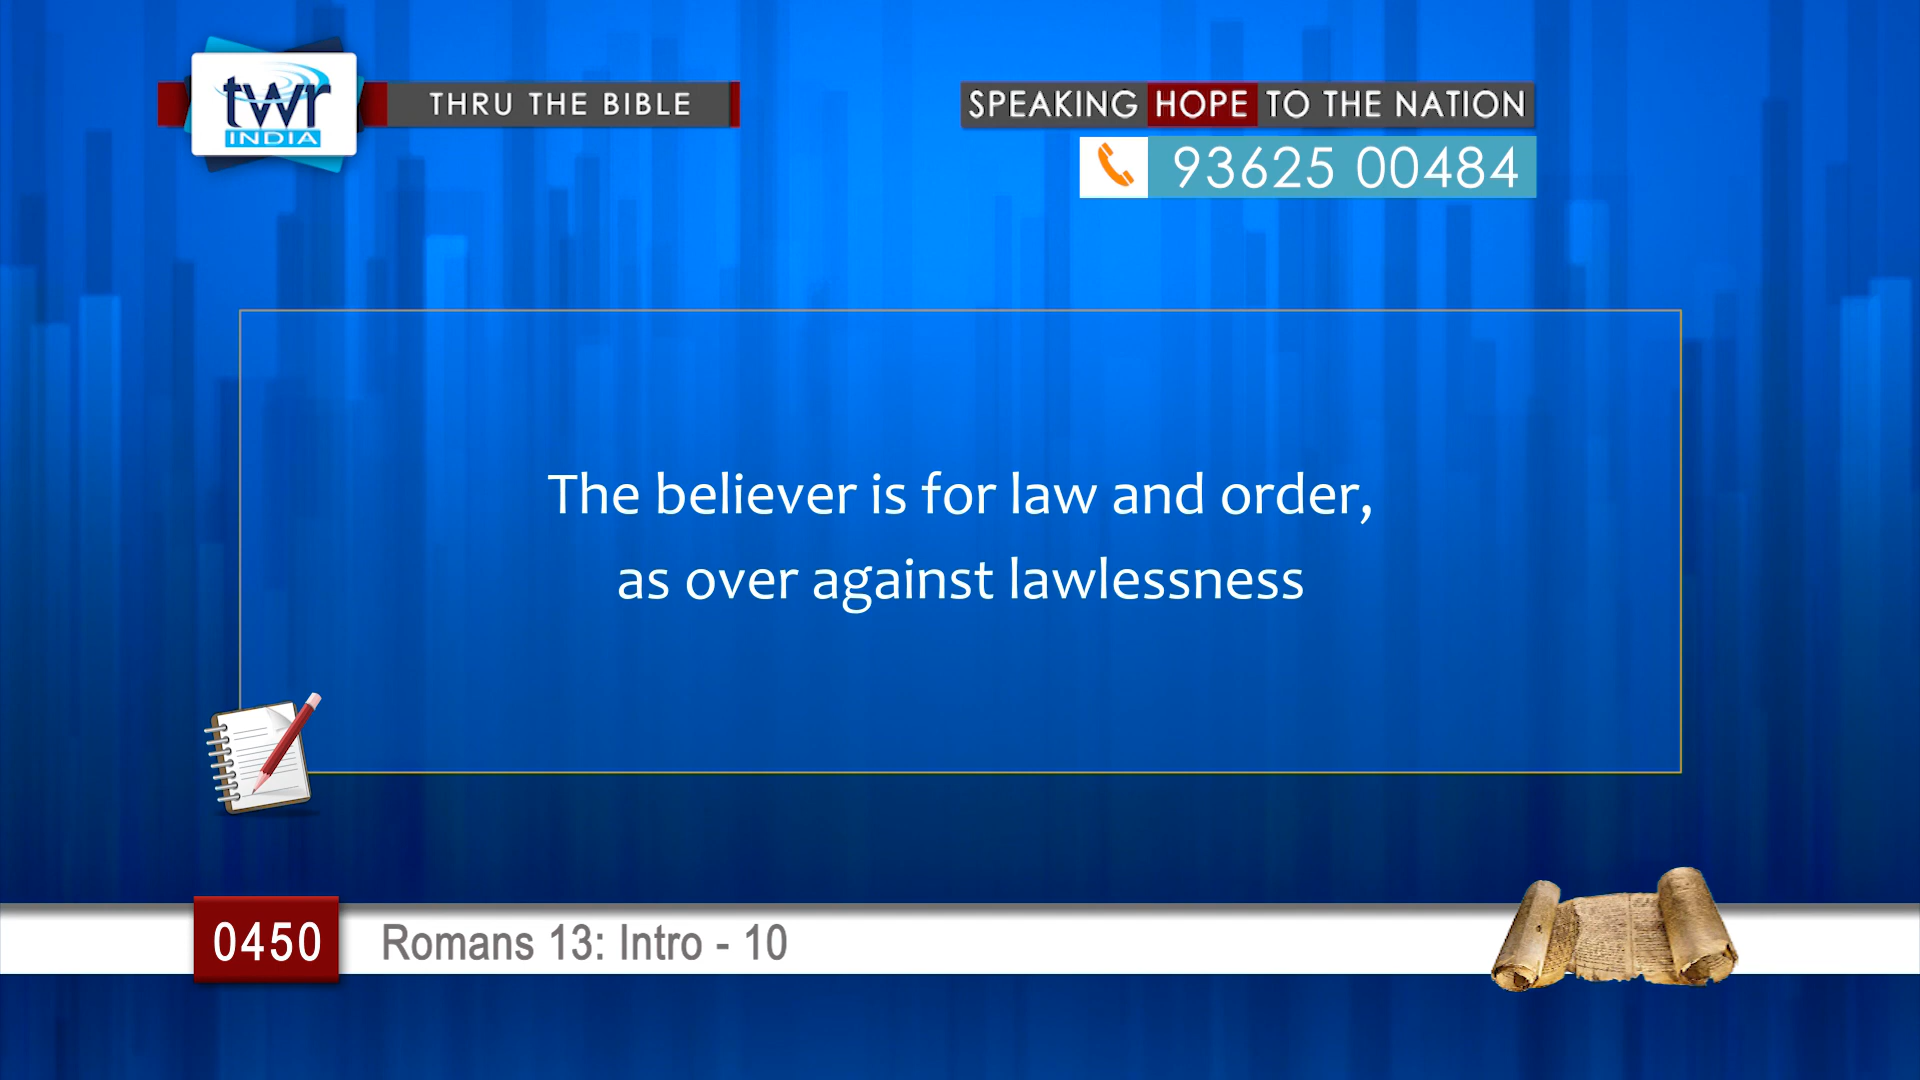 twr
INDIA
THRU THE BIBLE
SPEAKING HOPE TO THE NATION
93625 00484
The believer is for law and order,
as over against lawlessness
0450
Romans 13: Intro - 10